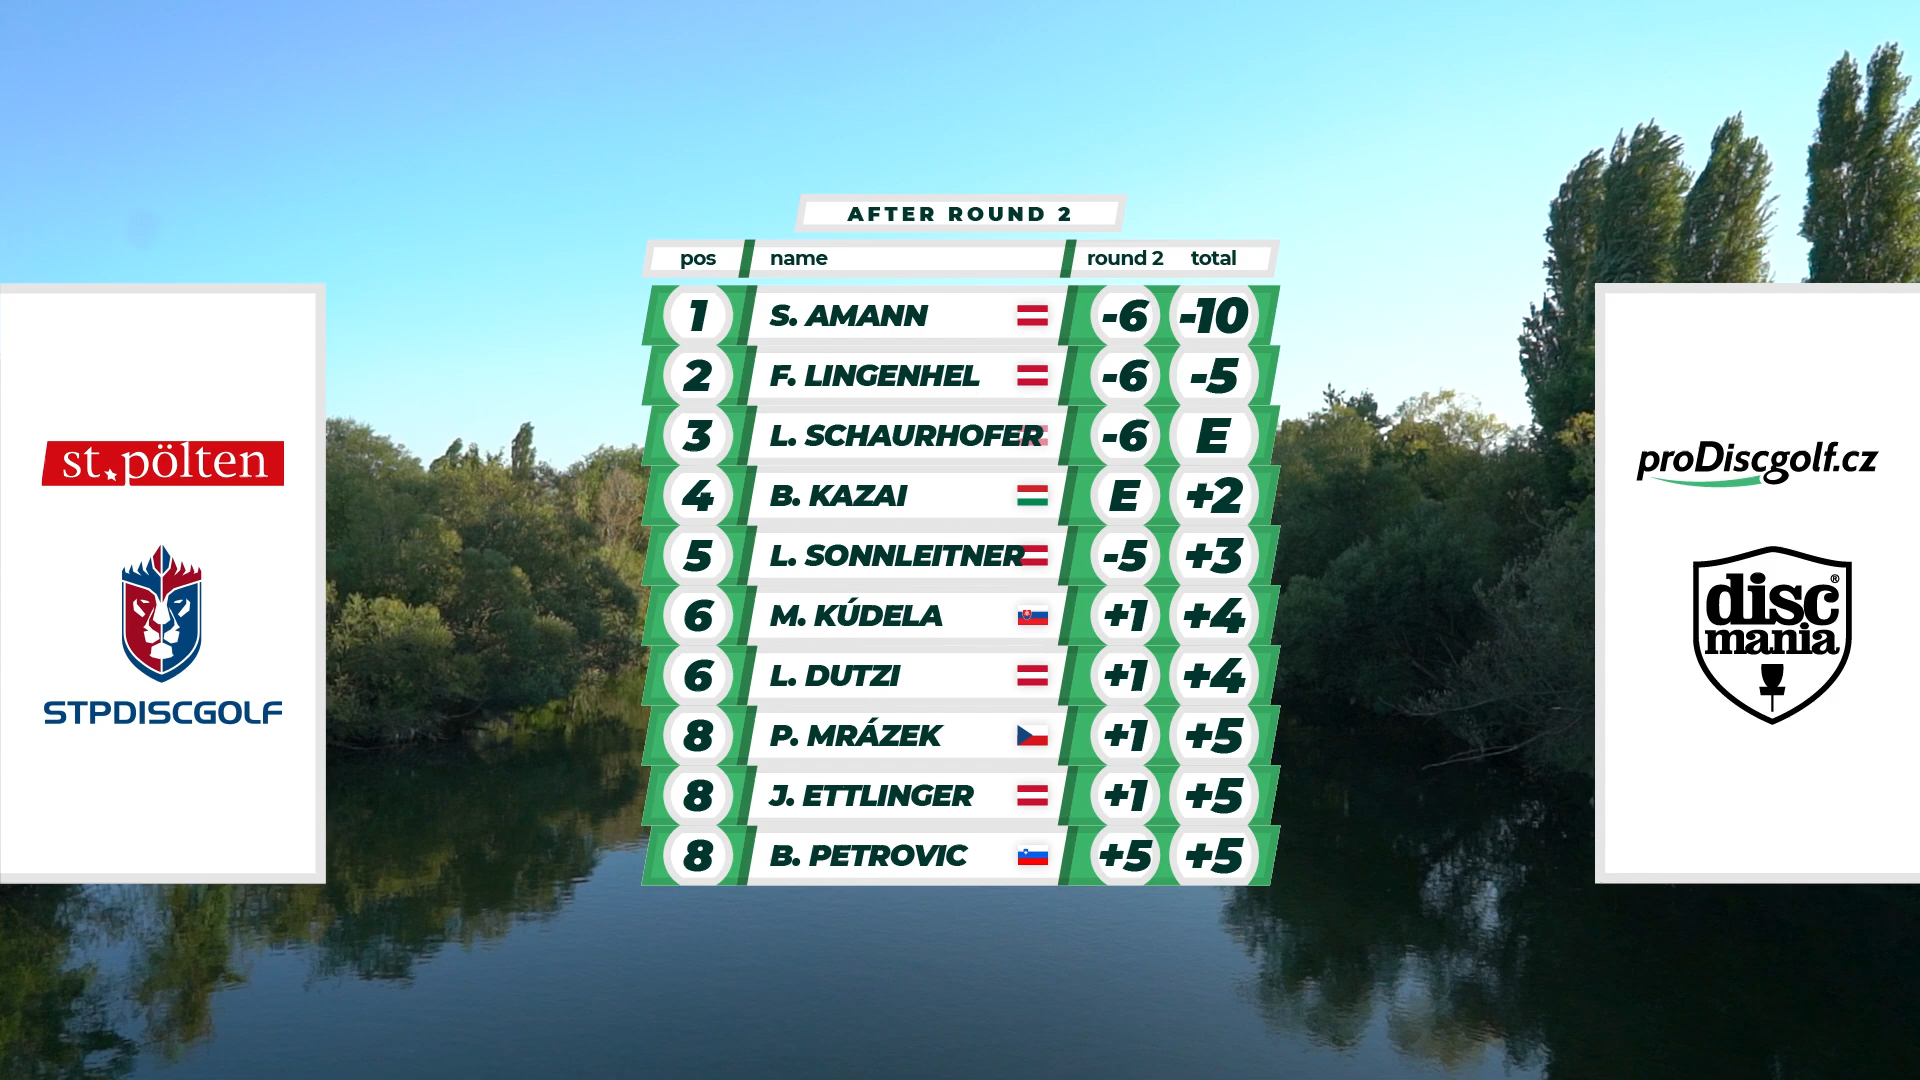 AFTER ROUND 2
pos name round 2 total
1 S. AMANN -6 -10
2 F. LINGENHEL -6 -5
3 L. SCHAURHOFER -6 E
4 B. KAZAI E +2
5 L. SONNLEITNER -5 +3
6 M. KÚDELA +1 +4
6 L. DUTZI +1 +4
8 P. MRÁZEK +1 +5
8 J. ETTLINGER +1 +5
8 B. PETROVIC +5 +5
st.pölten
STPDISCGOLF
proDiscgolf.cz
disc®
mania